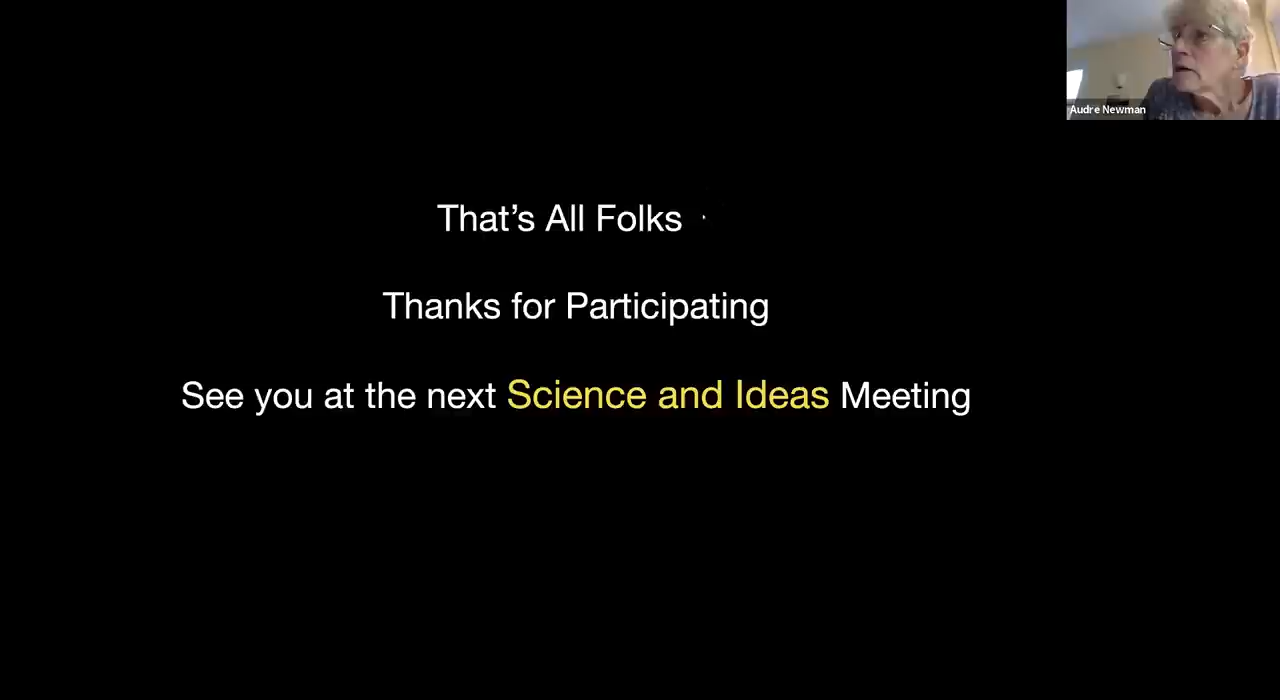 Audre Newman
That’s All Folks
Thanks for Participating
See you at the next Science and Ideas Meeting